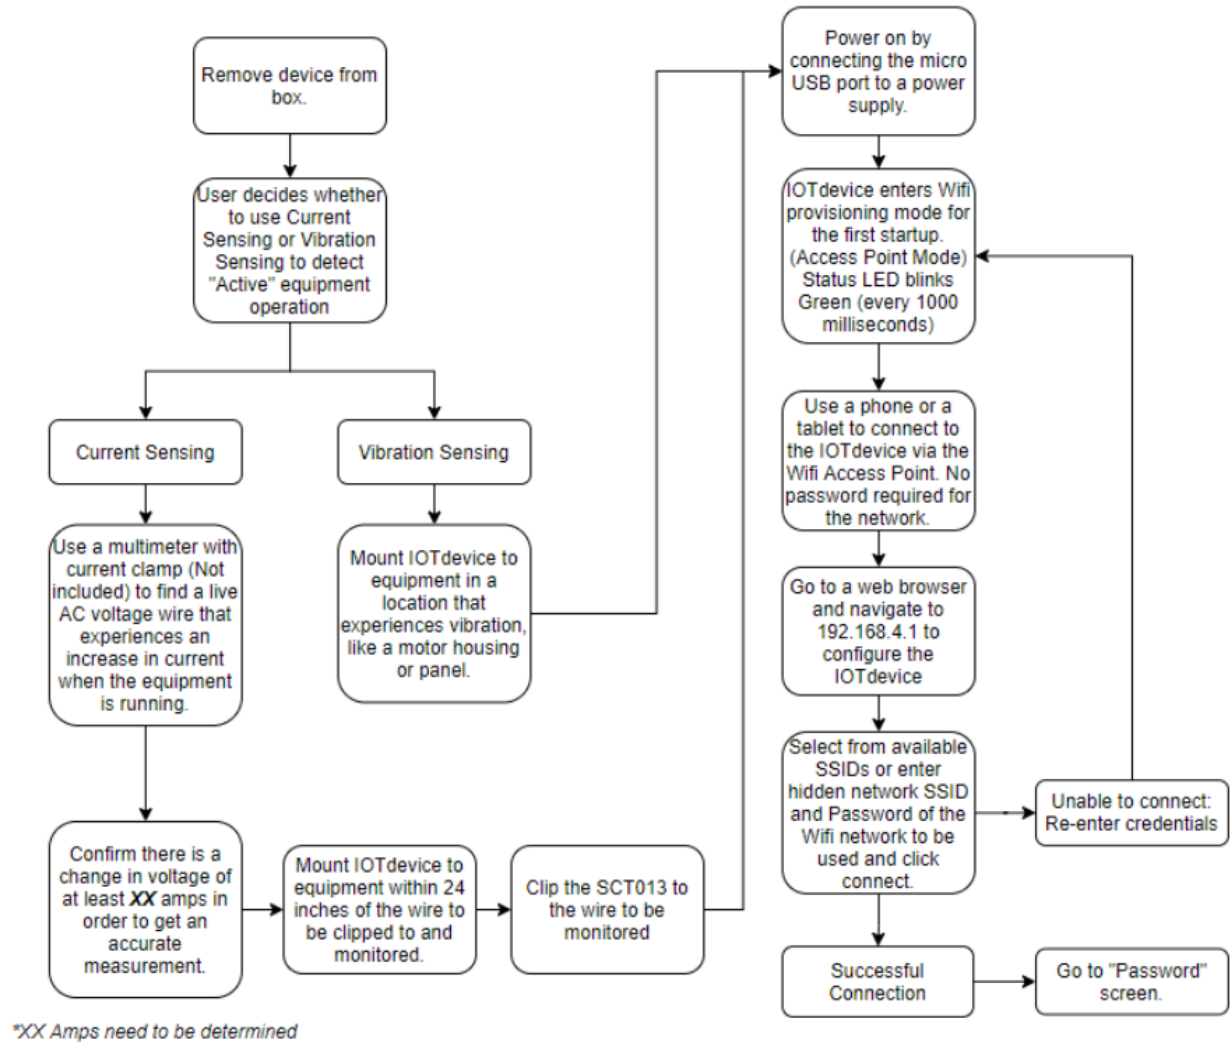 Remove device from
box.
User decides whether
to use Current
Sensing or Vibration
Sensing to detect
"Active" equipment
operation
Current Sensing
Vibration Sensing
Use a multimeter with
current clamp (Not
included) to find a live
AC voltage wire that
experiences an
increase in current
when the equipment
is running.
Mount IOTdevice to
equipment in a
location that
experiences vibration,
like a motor housing
or panel.
Confirm there is a
change in voltage of
at least XX amps in
order to get an
accurate
measurement.
Mount IOTdevice to
equipment within 24
inches of the wire to
be clipped to and
monitored.
Clip the SCT013 to
the wire to be
monitored
Power on by
connecting the micro
USB port to a power
supply.
IOTdevice enters Wifi
provisioning mode for
the first startup.
(Access Point Mode)
Status LED blinks
Green (every 1000
milliseconds)
Use a phone or a
tablet to connect to
the IOTdevice via the
Wifi Access Point. No
password required for
the network.
Go to a web browser
and navigate to
192.168.4.1 to
configure the
IOTdevice
Select from available
SSIDs or enter
hidden network SSID
and Password of the
Wifi network to be
used and click
connect.
Unable to connect:
Re-enter credentials
Successful
Connection
Go to "Password"
screen.
*XX Amps need to be determined